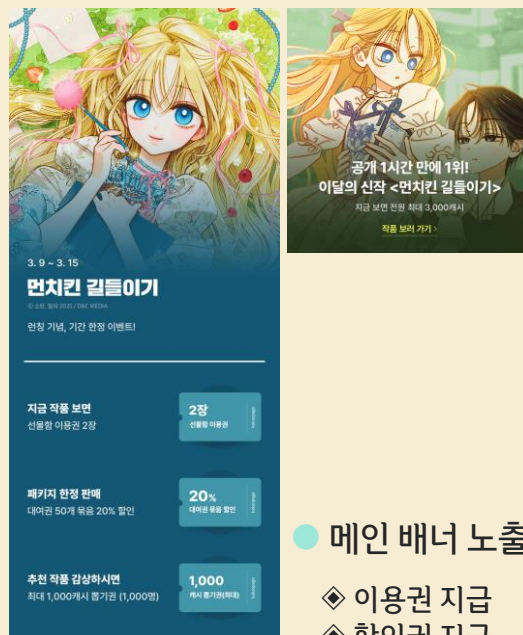 3. 9 ~ 3. 15
먼치킨 길들이기
런칭 기념, 기간 한정 이벤트!
지금 작품 보면
선물함 이용권 2장
2장
선물함 이용권
패키지 한정 판매
대여권 50개 묶음 20% 할인
20%
대여권 묶음 할인
추천 작품 감상하시면
최대 1,000캐시 뽑기권 (1,000명)
1,000
캐시 뽑기권(최대)
공개 1시간 만에 1위!
이달의 신작 <먼치킨 길들이기>
지금 보면 전원 최대 3,000캐시
작품 보러 가기 >
메인 배너 노출
◈ 이용권 지급
◈ 할인권 지급